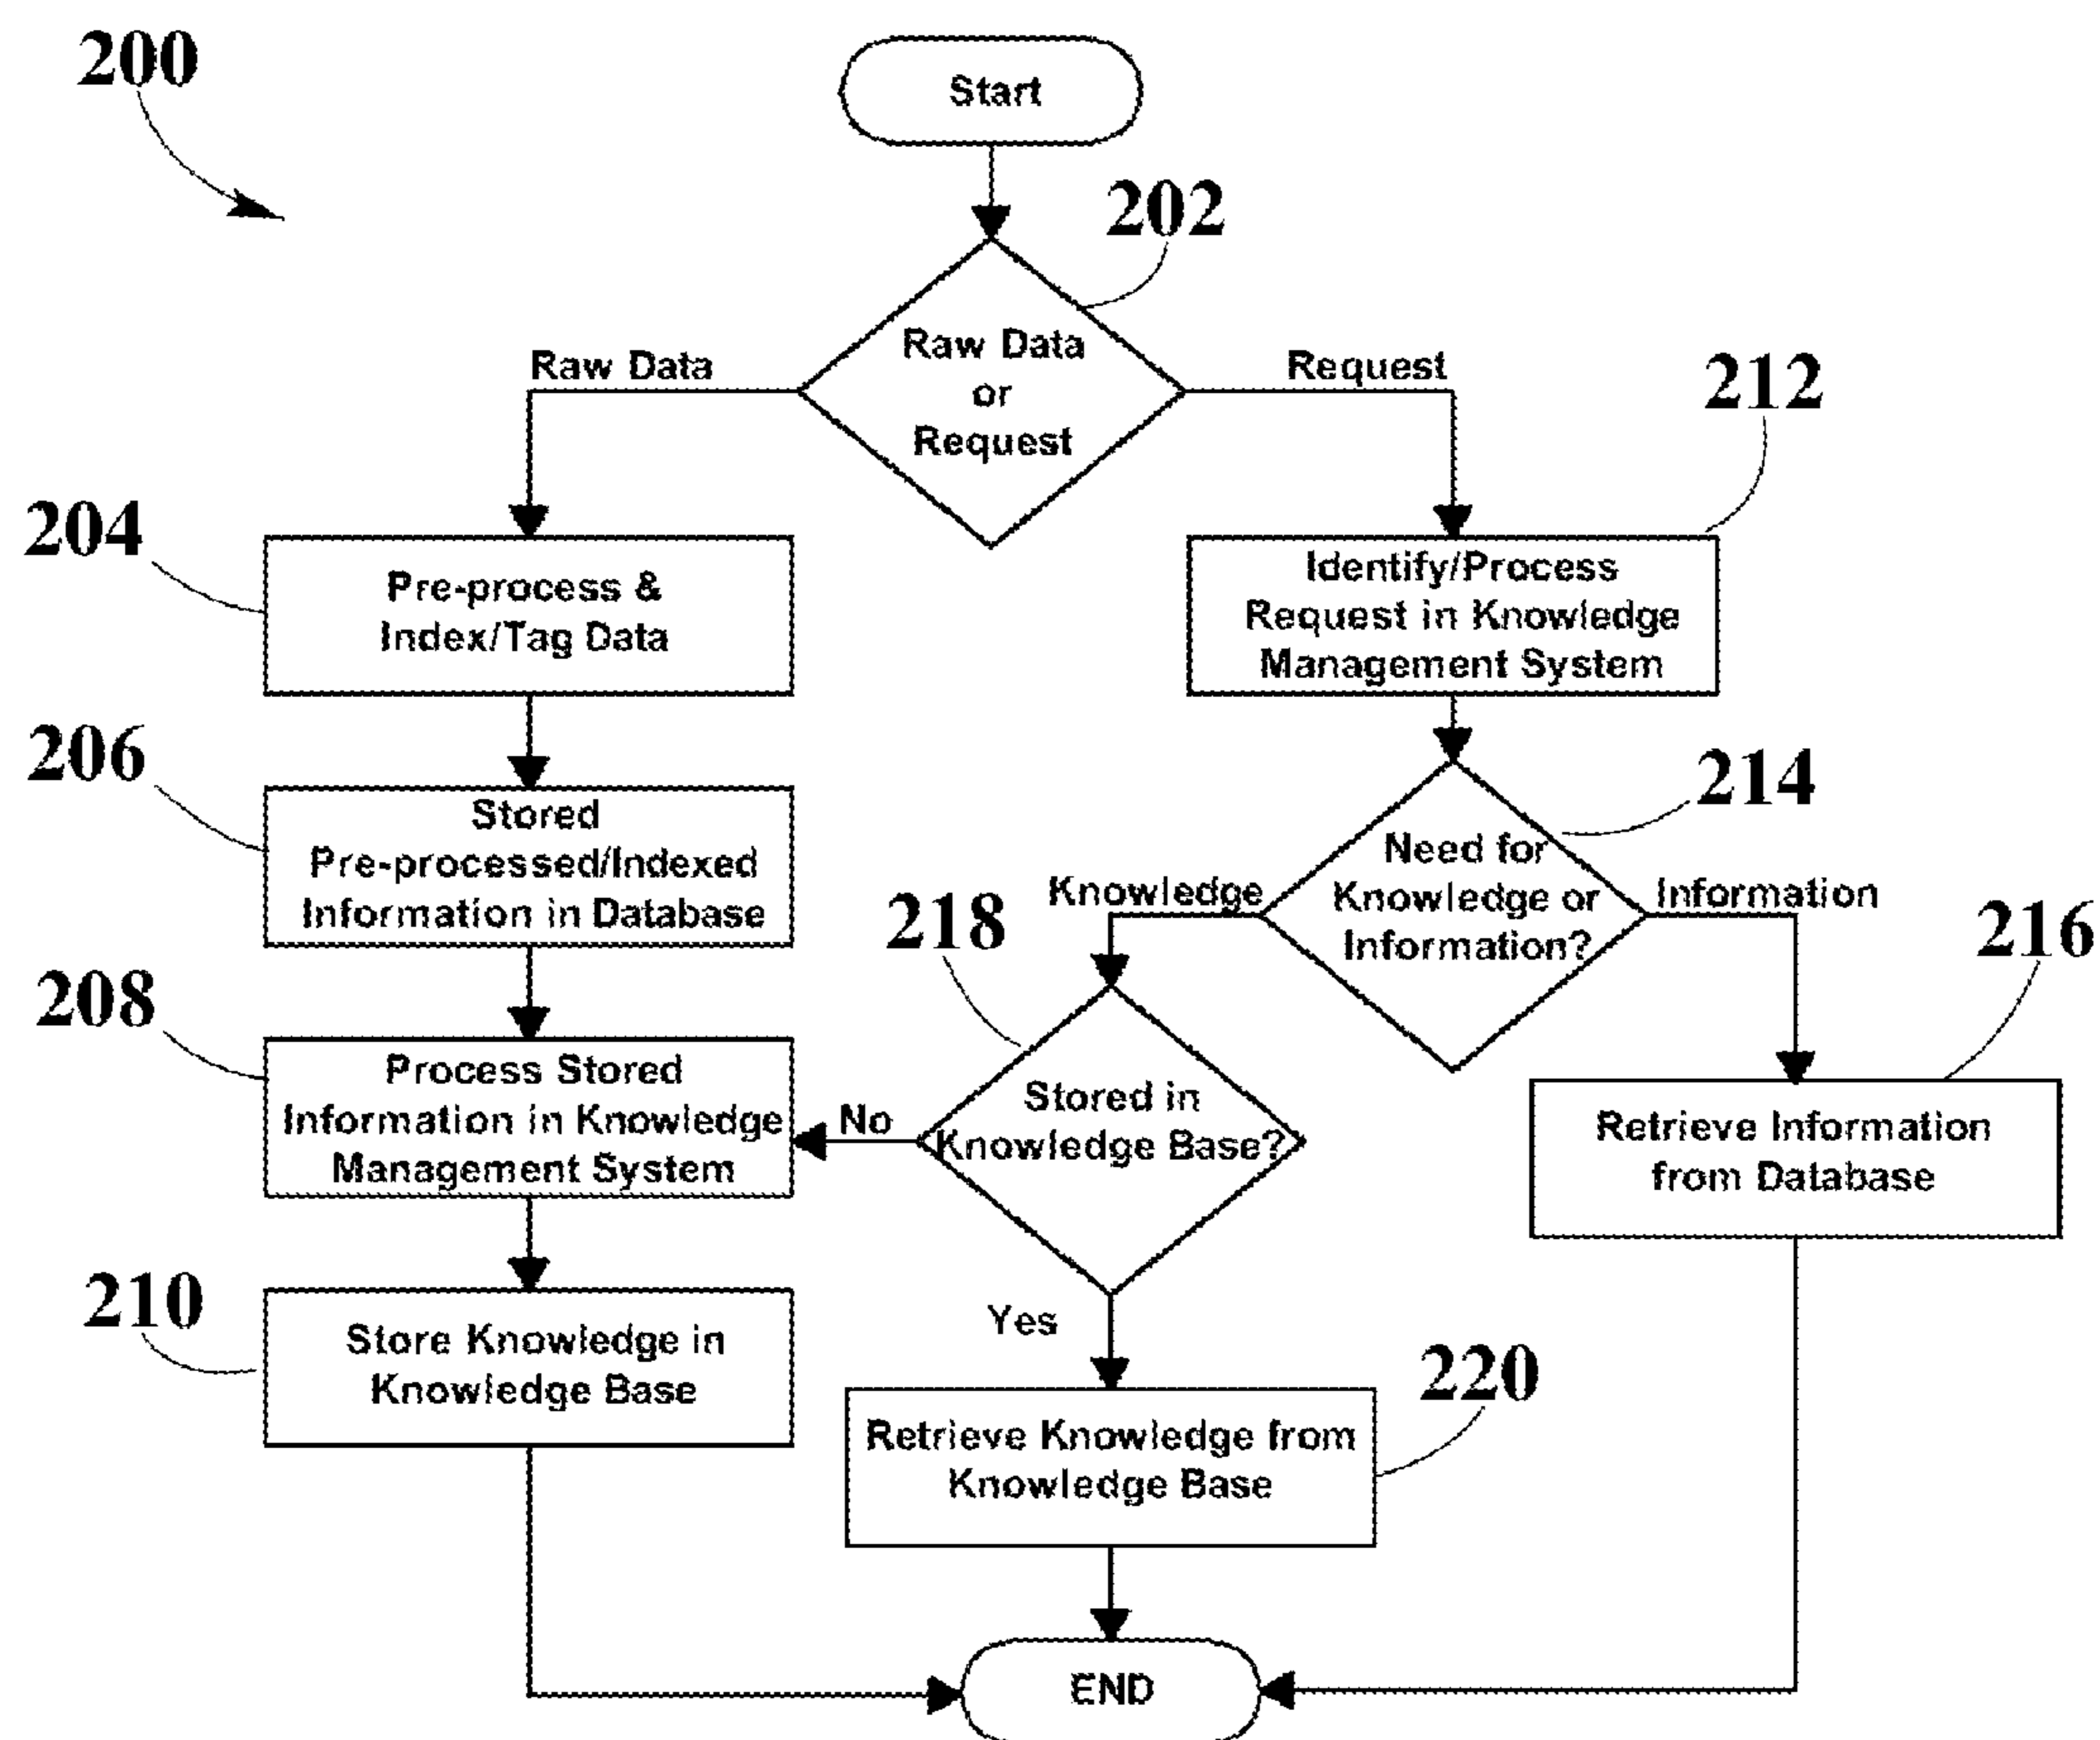 200
Start
202
Raw Data
or
Request
Raw Data
Request
212
204
Pre-process &
Index/Tag Data
Identify/Process
Request in Knowledge
Management System
206
Stored
Pre-processed/Indexed
Information in Database
214
Need for
Knowledge or
Information?
Knowledge
Information
218
216
208
Process Stored
Information in Knowledge
Management System
No
Stored in
Knowledge Base?
Retrieve Information
from Database
210
Store Knowledge in
Knowledge Base
Yes
220
Retrieve Knowledge from
Knowledge Base
END